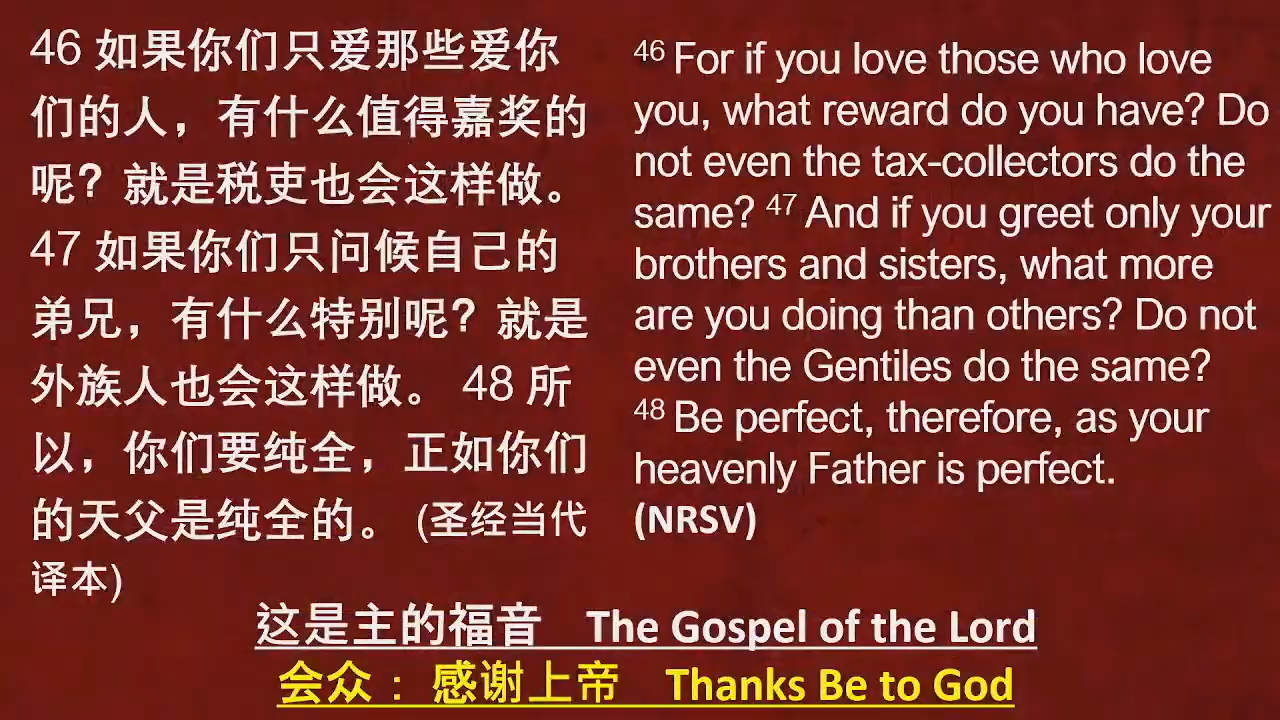 46 如果你们只爱那些爱你
们的人，有什么值得嘉奖的
呢？就是税吏也会这样做。
47 如果你们只问候自己的
弟兄，有什么特别呢？就是
外族人也会这样做。 48 所
以，你们要纯全，正如你们
的天父是纯全的。 (圣经当代
译本)
46 For if you love those who love
you, what reward do you have? Do
not even the tax-collectors do the
same? 47 And if you greet only your
brothers and sisters, what more
are you doing than others? Do not
even the Gentiles do the same?
48 Be perfect, therefore, as your
heavenly Father is perfect.
(NRSV)
这是主的福音 The Gospel of the Lord
会众： 感谢上帝 Thanks Be to God